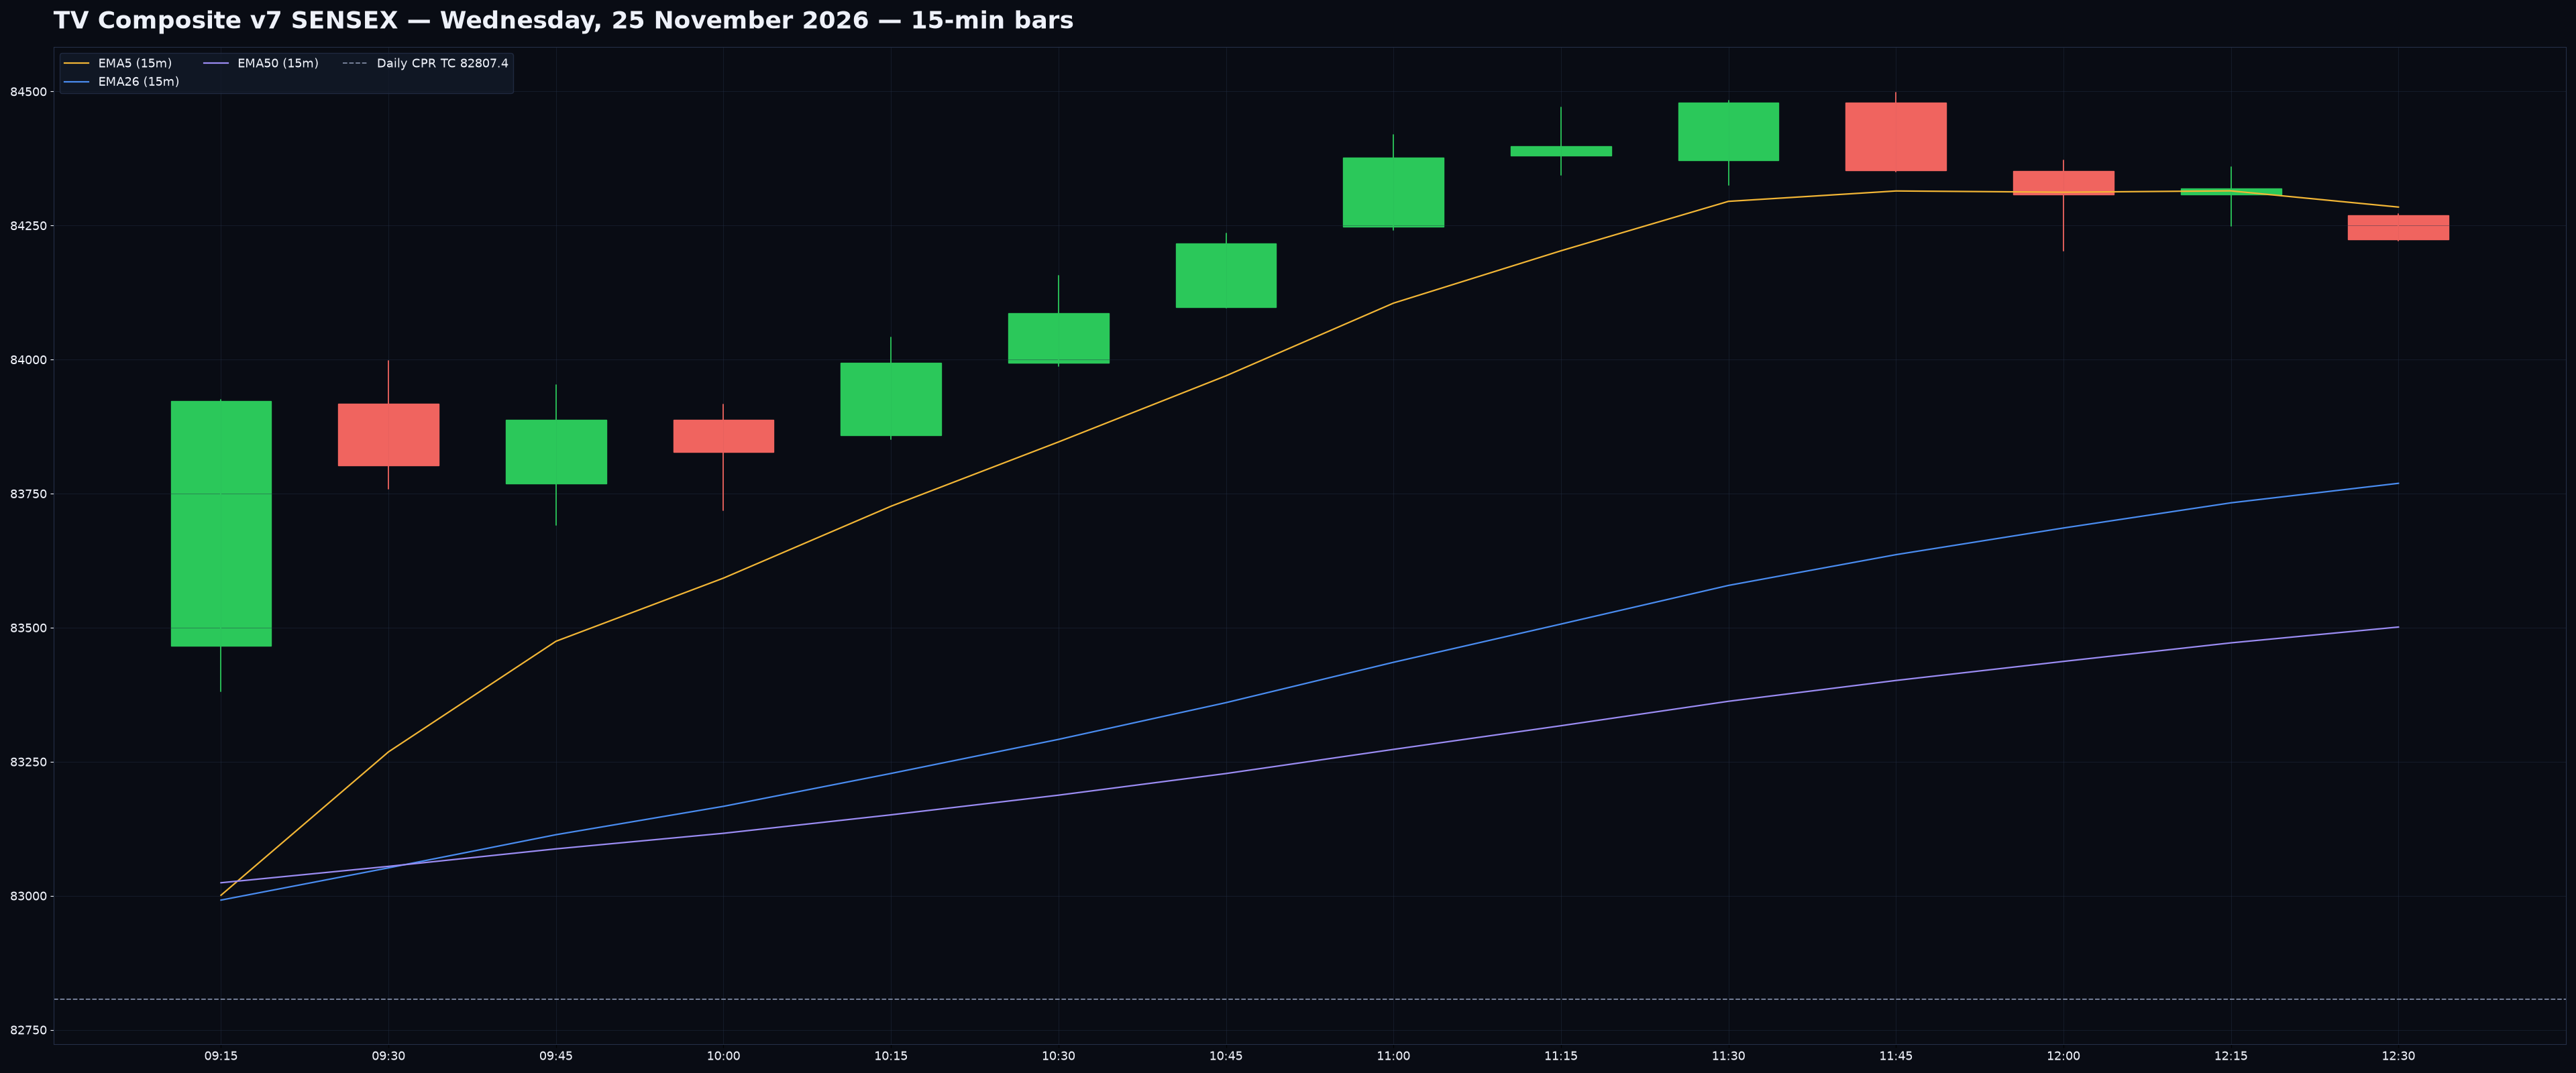 TV Composite v7 SENSEX — Wednesday, 25 November 2026 — 15-min bars
EMA5 (15m) EMA50 (15m) Daily CPR TC 82807.4
EMA26 (15m)
84500
84250
84000
83750
83500
83250
83000
82750
09:15 09:30 09:45 10:00 10:15 10:30 10:45 11:00 11:15 11:30 11:45 12:00 12:15 12:30